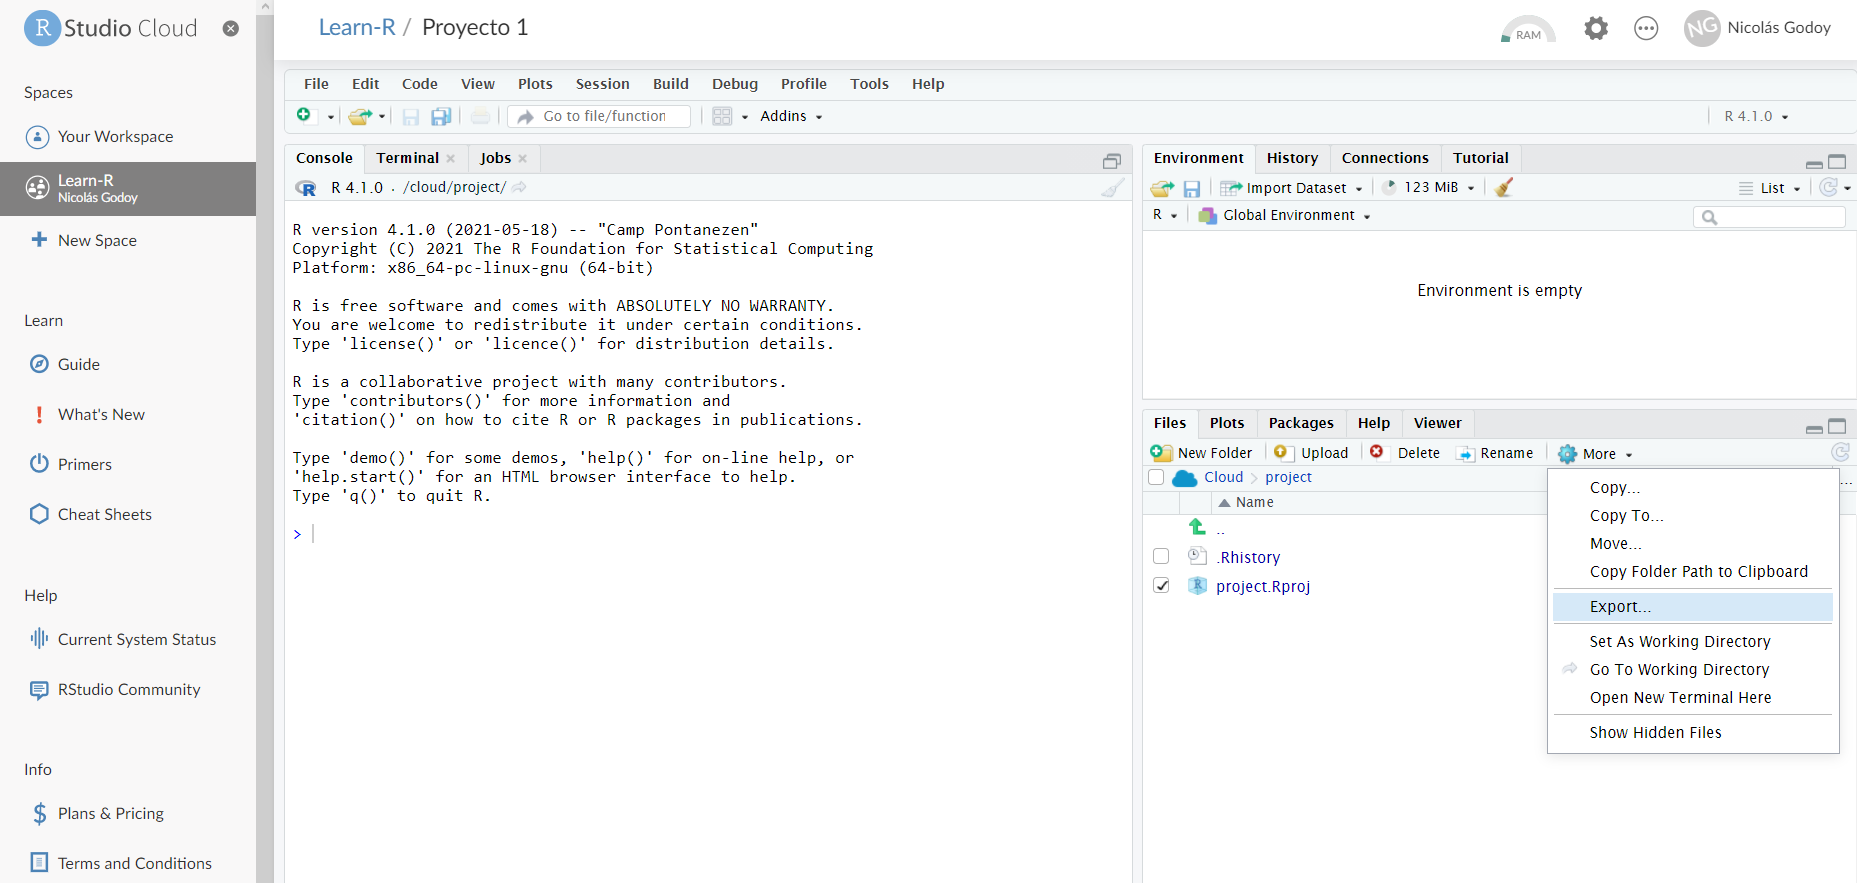 R Studio Cloud
Spaces
Your Workspace
Learn-R
Nicolás Godoy
New Space
Learn
Guide
What's New
Primers
Cheat Sheets
Help
Current System Status
RStudio Community
Info
Plans & Pricing
Terms and Conditions
Learn-R / Proyecto 1
RAM
NG Nicolás Godoy
File Edit Code View Plots Session Build Debug Profile Tools Help
Go to file/function Addins R 4.1.0
Console Terminal Jobs
R 4.1.0 · /cloud/project/
R version 4.1.0 (2021-05-18) -- "Camp Pontanezen"
Copyright (C) 2021 The R Foundation for Statistical Computing
Platform: x86_64-pc-linux-gnu (64-bit)
R is free software and comes with ABSOLUTELY NO WARRANTY.
You are welcome to redistribute it under certain conditions.
Type 'license()' or 'licence()' for distribution details.
R is a collaborative project with many contributors.
Type 'contributors()' for more information and
'citation()' on how to cite R or R packages in publications.
Type 'demo()' for some demos, 'help()' for on-line help, or
'help.start()' for an HTML browser interface to help.
Type 'q()' to quit R.
>
Environment History Connections Tutorial
Import Dataset 123 MiB List
R Global Environment
Environment is empty
Files Plots Packages Help Viewer
New Folder Upload Delete Rename More
Cloud project ...
Name
..
.Rhistory
project.Rproj
Copy...
Copy To...
Move...
Copy Folder Path to Clipboard
Export...
Set As Working Directory
Go To Working Directory
Open New Terminal Here
Show Hidden Files